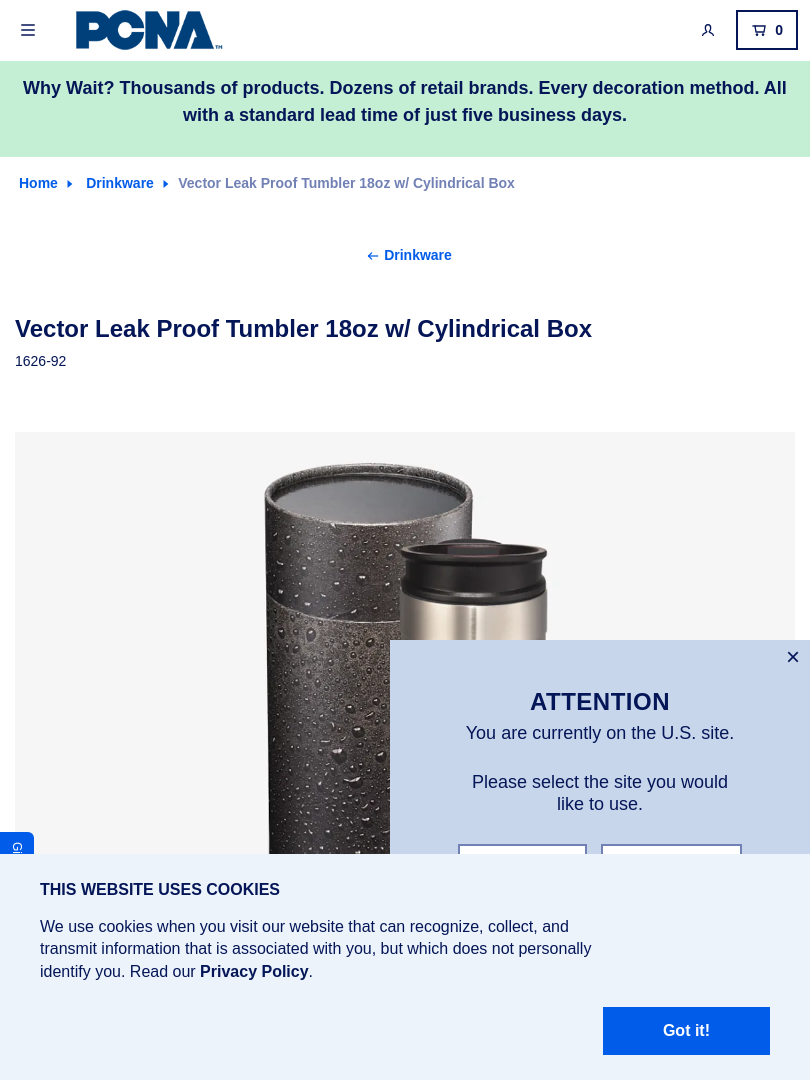 PCNA™
0
Why Wait? Thousands of products. Dozens of retail brands. Every decoration method. All
with a standard lead time of just five business days.
Home Drinkware Vector Leak Proof Tumbler 18oz w/ Cylindrical Box
Drinkware
Vector Leak Proof Tumbler 18oz w/ Cylindrical Box
1626-92
ATTENTION
You are currently on the U.S. site.
Please select the site you would
like to use.
THIS WEBSITE USES COOKIES
We use cookies when you visit our website that can recognize, collect, and
transmit information that is associated with you, but which does not personally
identify you. Read our Privacy Policy.
Got it!